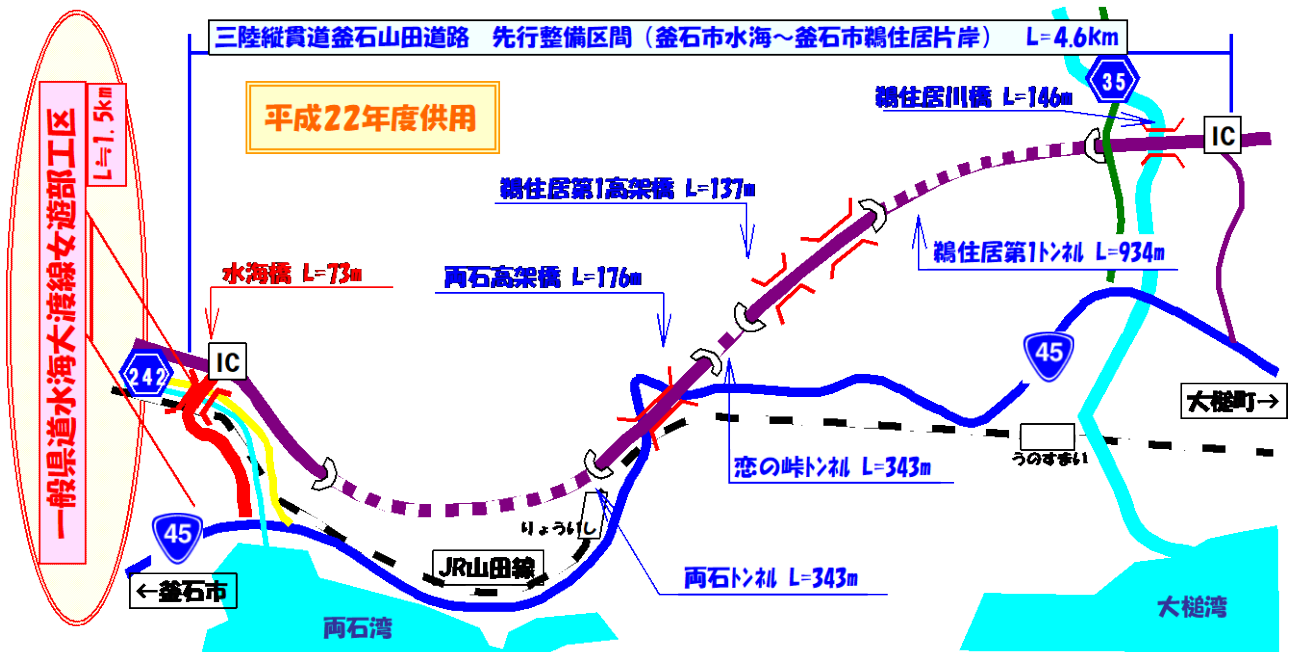 三陸縦貫道釜石山田道路 先行整備区間（釜石市水海～釜石市鵜住居片岸） L=4.6Km
一般県道水海大渡線女遊部工区
L≒1.5km
平成22年度供用
35
鵜住居川橋 L=146m
IC
鵜住居第1高架橋 L=137m
鵜住居第1トンネル L=934m
水海橋 L=73m
両石高架橋 L=176m
IC
242
45
大槌町→
うのすまい
恋の峠トンネル L=343m
りょういし
45
JR山田線
両石トンネル L=343m
←釜石市
両石湾
大槌湾